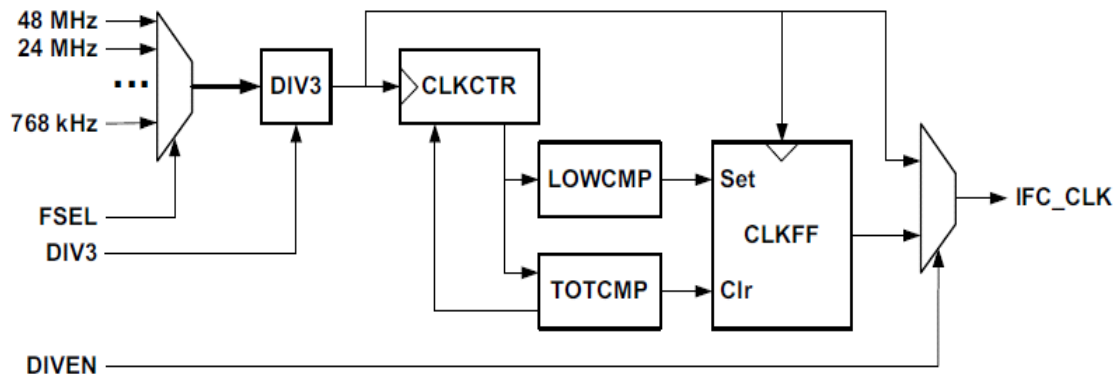 48 MHz
24 MHz
...
768 kHz
FSEL
DIV3
DIVEN
DIV3
CLKCTR
LOWCMP
TOTCMP
Set
CLKFF
Clr
IFC_CLK